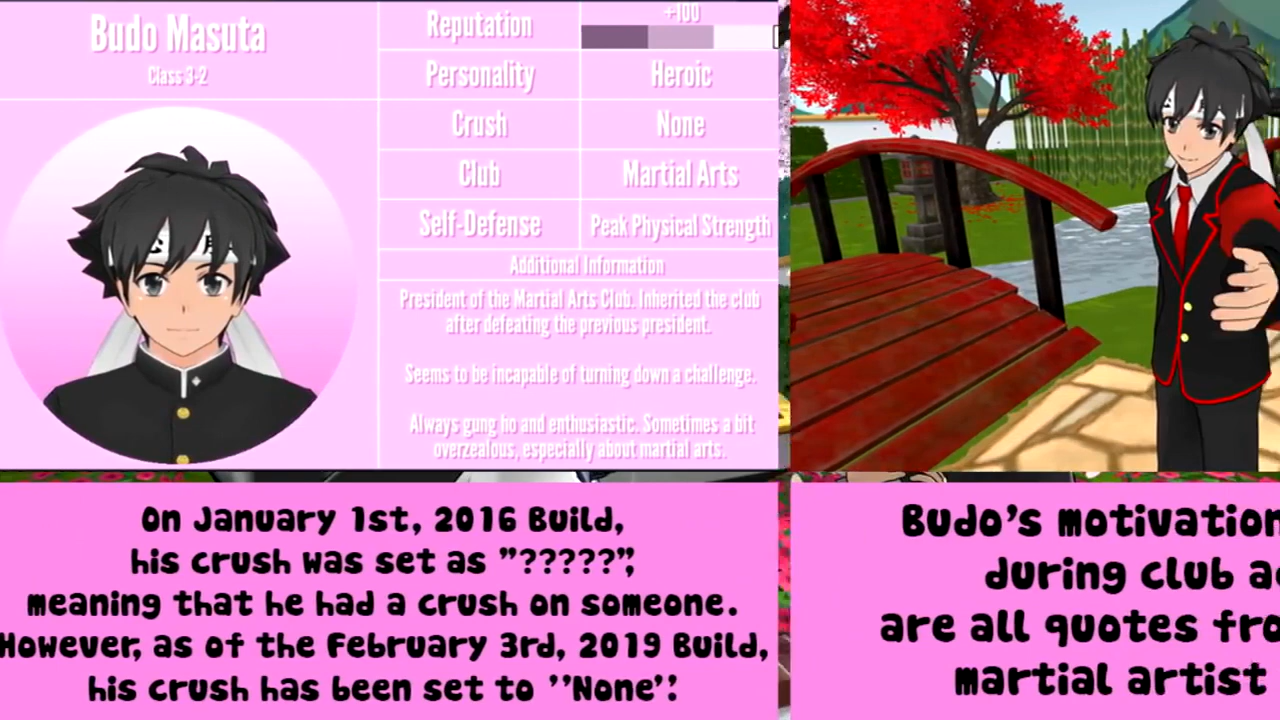 Budo Masuta
Class 3-2
Reputation
+100
Personality
Heroic
Crush
None
Club
Martial Arts
Self-Defense
Peak Physical Strength
Additional Information
President of the Martial Arts Club. Inherited the club
after defeating the previous president.
Seems to be incapable of turning down a challenge.
Always gung ho and enthusiastic. Sometimes a bit
overzealous, especially about martial arts.
On January 1st, 2016 Build,
his crush was set as "?????",
meaning that he had a crush on someone.
However, as of the February 3rd, 2019 Build,
his crush has been set to ''None''.
Budo's motivation
during club a
are all quotes fro
martial artist